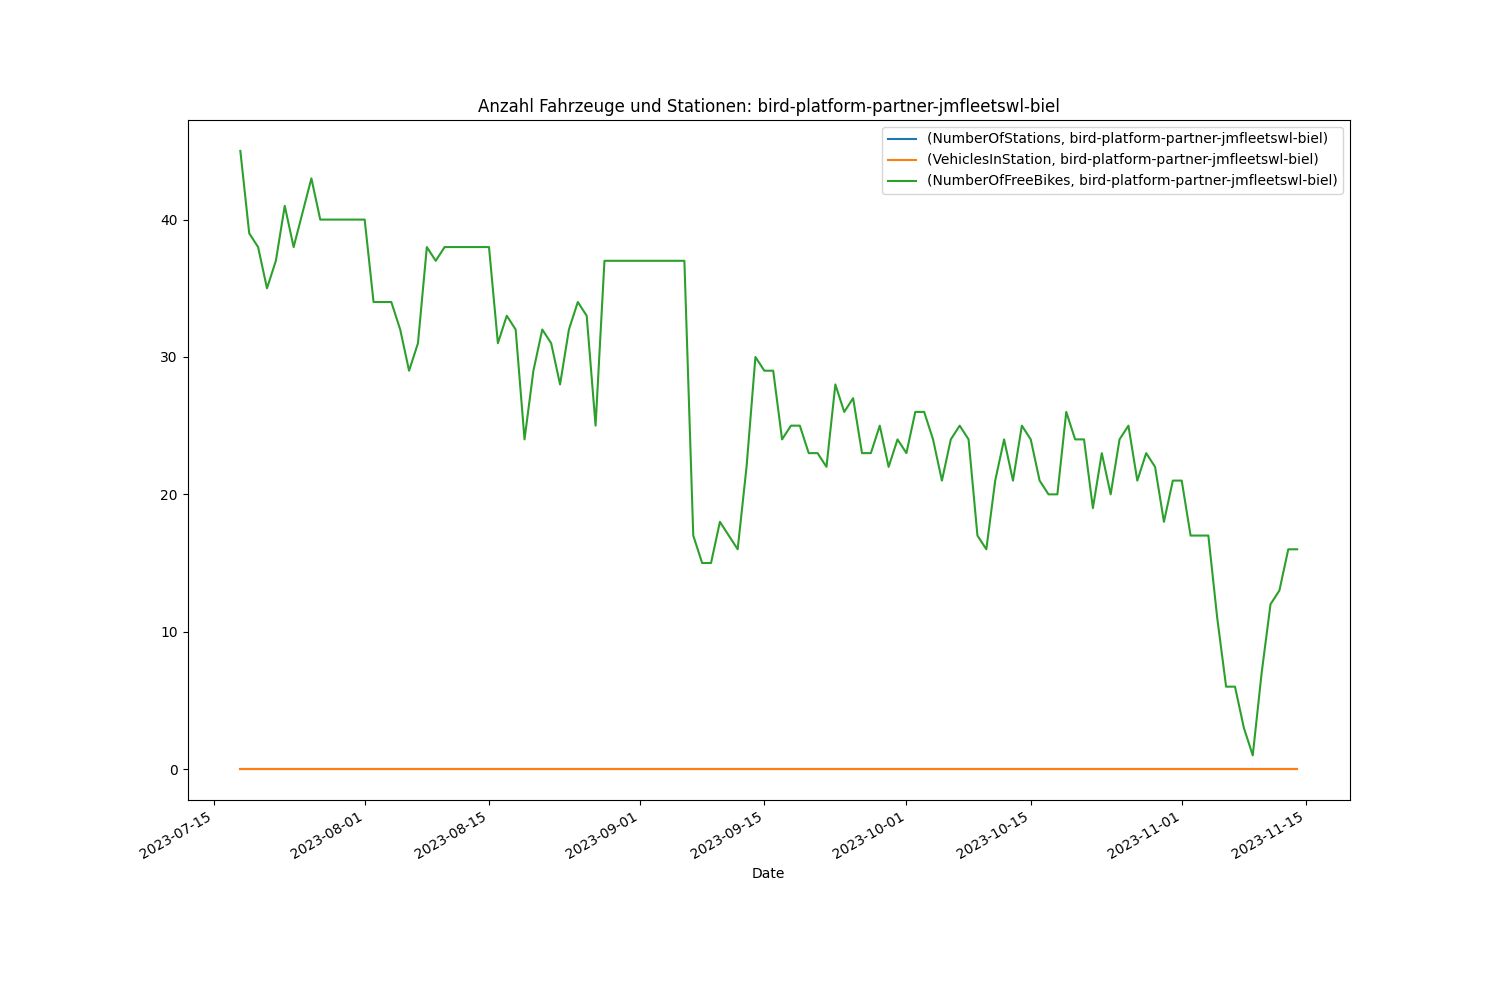 Anzahl Fahrzeuge und Stationen: bird-platform-partner-jmfleetswl-biel
(NumberOfStations, bird-platform-partner-jmfleetswl-biel)
(VehiclesInStation, bird-platform-partner-jmfleetswl-biel)
(NumberOfFreeBikes, bird-platform-partner-jmfleetswl-biel)
40
30
20
10
0
2023-07-15
2023-08-01
2023-08-15
2023-09-01
2023-09-15
2023-10-01
2023-10-15
2023-11-01
2023-11-15
Date